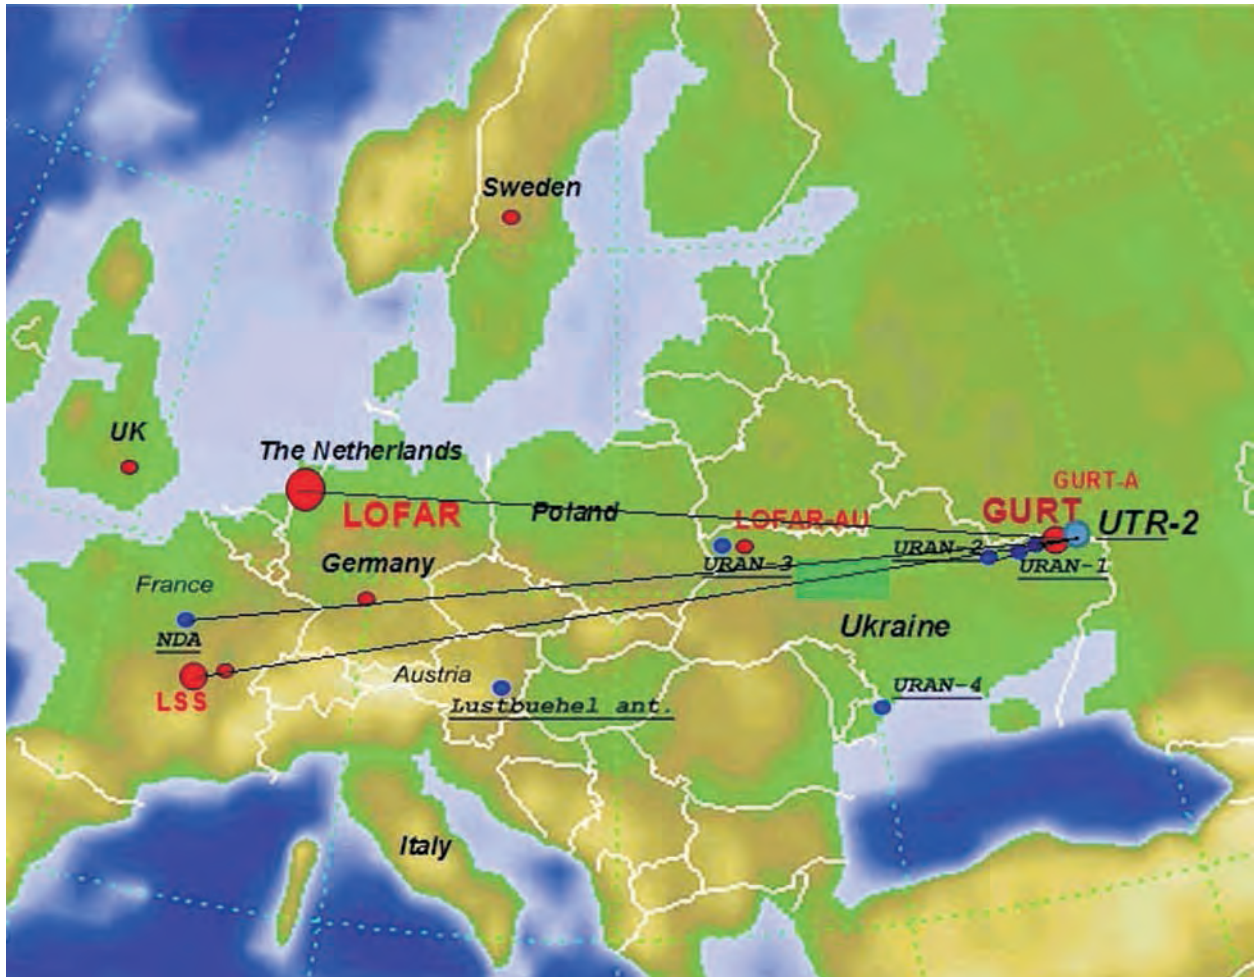 Sweden
UK
The Netherlands
LOFAR
Poland
LOFAR-AU
GURT-A
GURT
UTR-2
URAN-3
URAN-2
URAN-1
Germany
France
NDA
Ukraine
Austria
LSS
Lustbuehel ant.
URAN-4
Italy